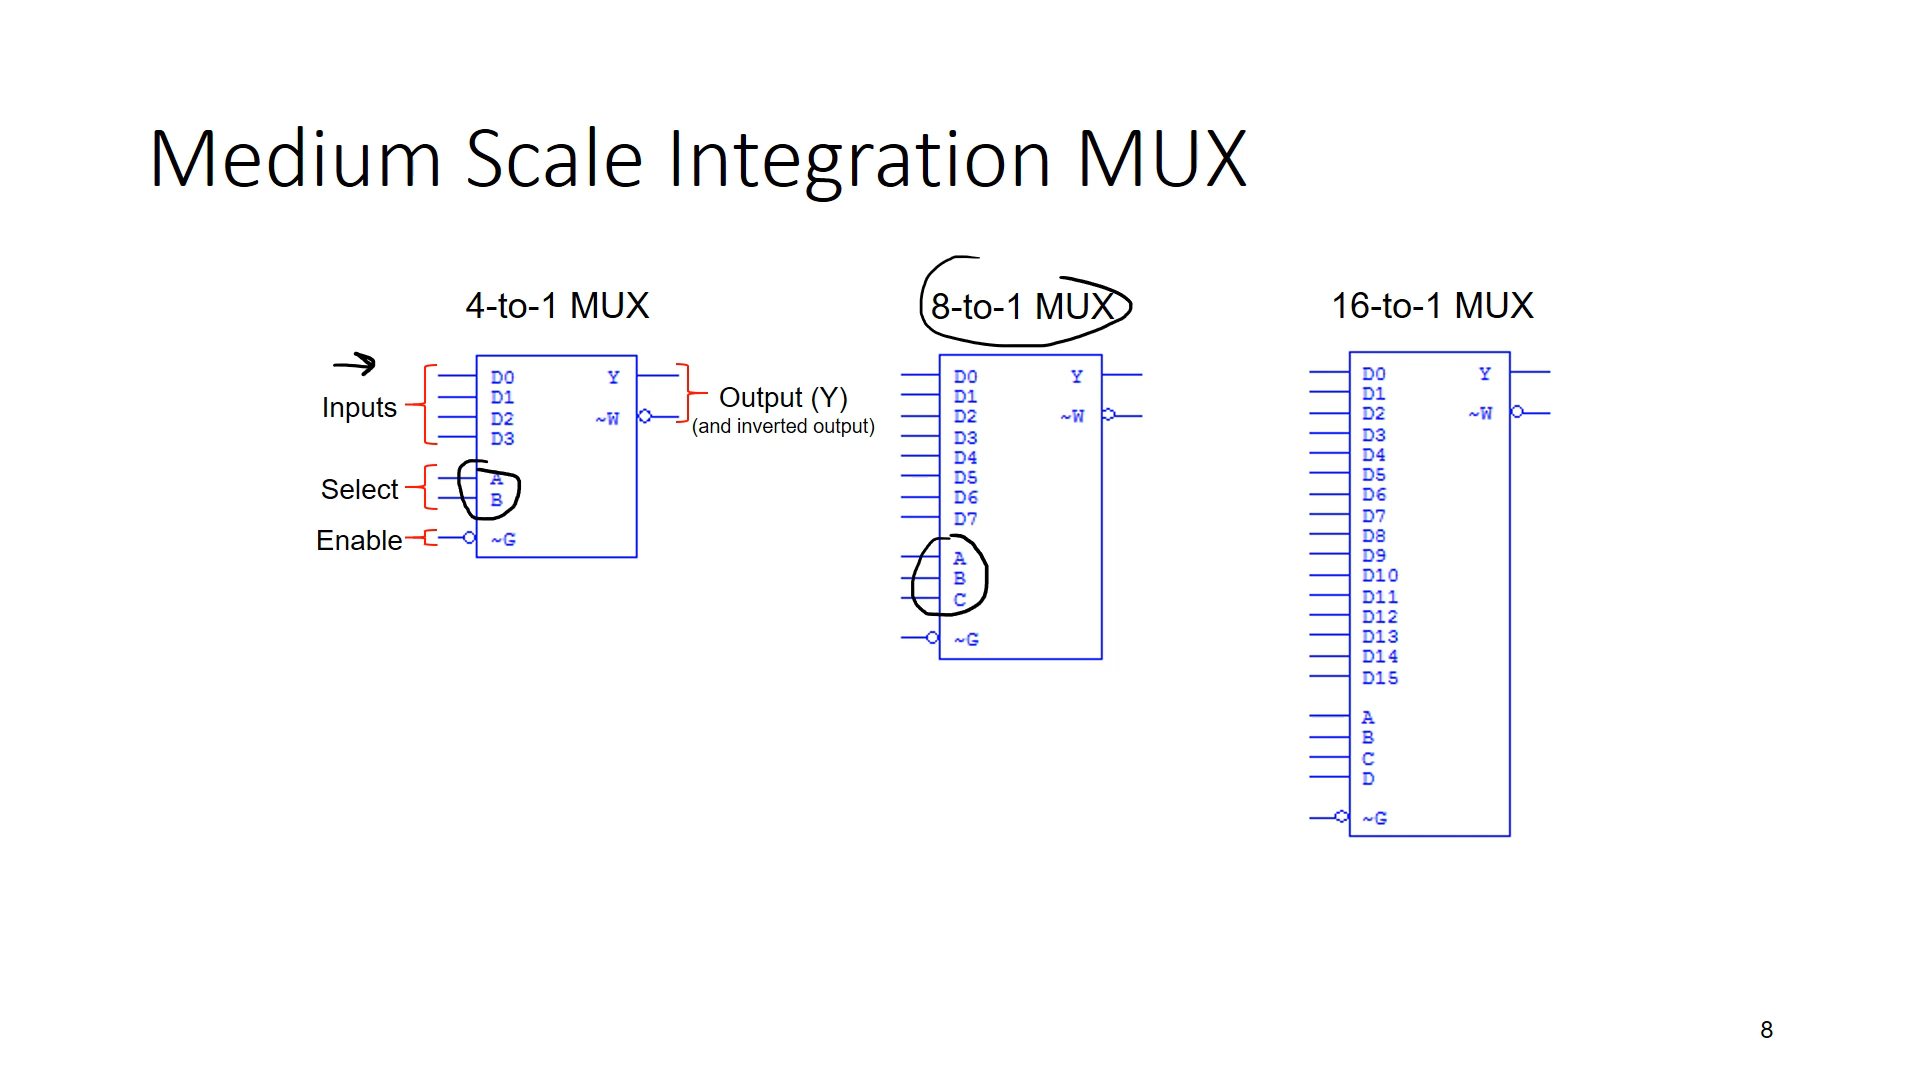 Medium Scale Integration MUX
4-to-1 MUX
Inputs
Select
Enable
D0
D1
D2
D3
A
B
~G
Y
~W
Output (Y)
(and inverted output)
8-to-1 MUX
D0
D1
D2
D3
D4
D5
D6
D7
A
B
C
~G
Y
~W
16-to-1 MUX
D0
D1
D2
D3
D4
D5
D6
D7
D8
D9
D10
D11
D12
D13
D14
D15
A
B
C
D
~G
Y
~W
8